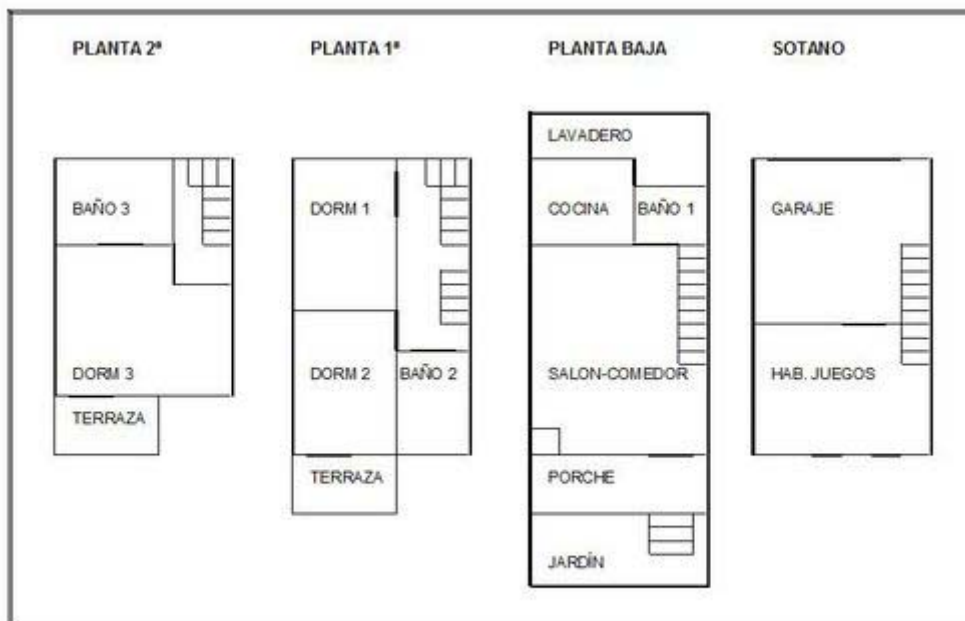 PLANTA 2ª
BAÑO 3
DORM 3
TERRAZA
PLANTA 1ª
DORM 1
DORM 2
BAÑO 2
TERRAZA
PLANTA BAJA
LAVADERO
COCINA
BAÑO 1
SALON-COMEDOR
PORCHE
JARDÍN
SOTANO
GARAJE
HAB. JUEGOS